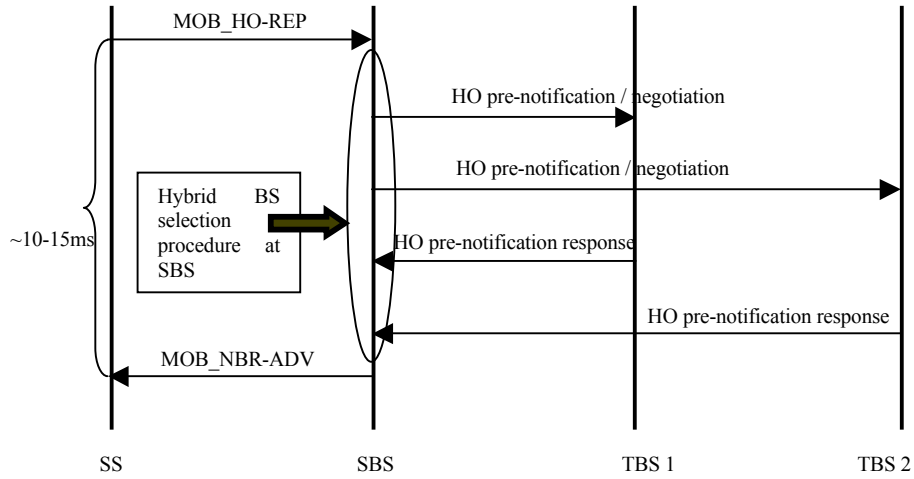 MOB_HO-REP
HO pre-notification / negotiation
HO pre-notification / negotiation
Hybrid BS
selection
procedure at
SBS
~10-15ms
HO pre-notification response
HO pre-notification response
MOB_NBR-ADV
SS
SBS
TBS 1
TBS 2